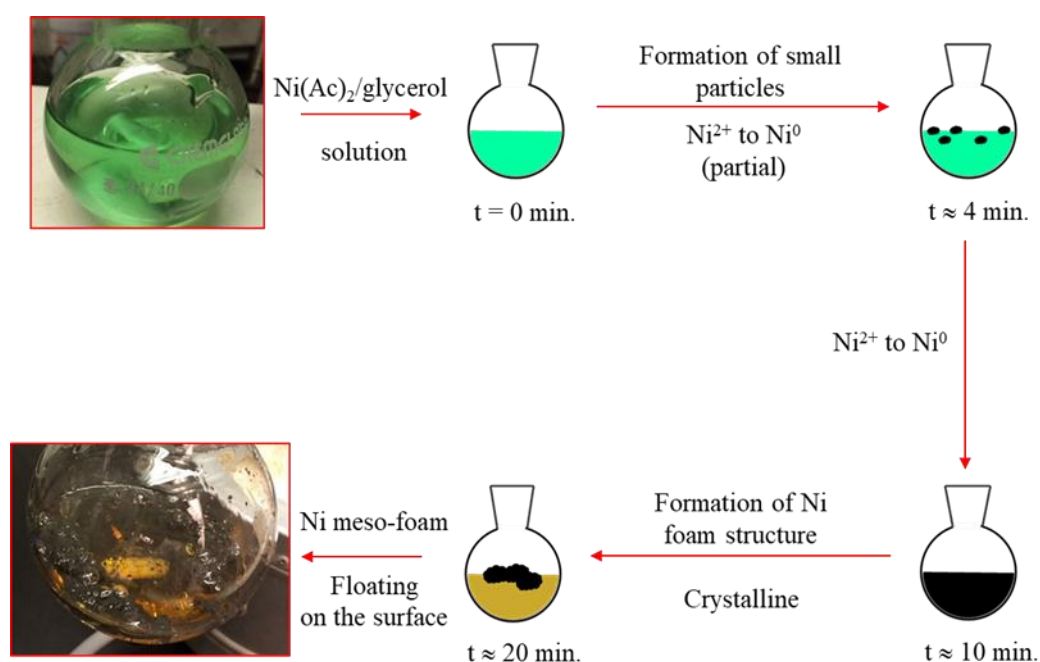 Ni(Ac)₂/glycerol
solution
t = 0 min.
Formation of small
particles
Ni²⁺ to Ni⁰
(partial)
t ≈ 4 min.
Ni²⁺ to Ni⁰
t ≈ 10 min.
Formation of Ni
foam structure
Crystalline
t ≈ 20 min.
Ni meso-foam
Floating
on the surface